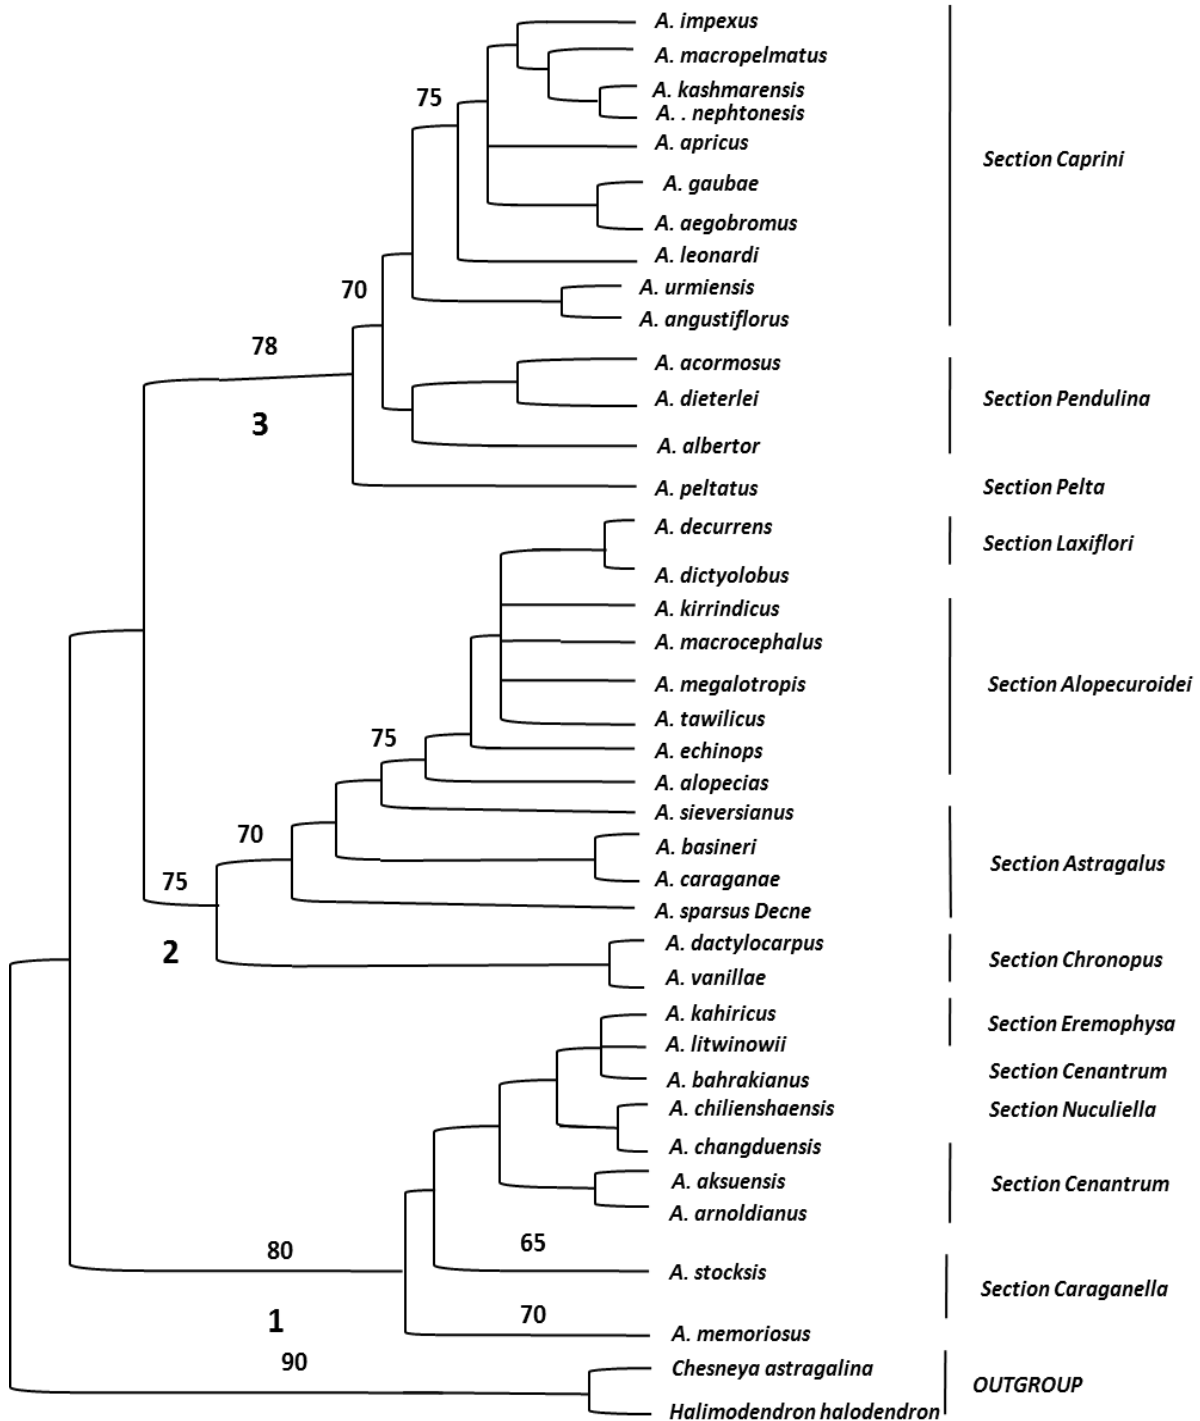 A. impexus
A. macropelmatus
75
A. kashmarensis
A. . nephtonesis
A. apricus
Section Caprini
A. gaubae
A. aegobromus
A. leonardi
70
A. urmiensis
A. angustiflorus
78
A. acormosus
A. dieterlei
Section Pendulina
3
A. albertor
A. peltatus
Section Pelta
A. decurrens
Section Laxiflori
A. dictyolobus
A. kirrindicus
A. macrocephalus
A. megalotropis
Section Alopecuroidei
A. tawilicus
75
A. echinops
A. alopecias
A. sieversianus
70
A. basineri
Section Astragalus
75
A. caraganae
A. sparsus Decne
2
A. dactylocarpus
Section Chronopus
A. vanillae
A. kahiricus
Section Eremophysa
A. litwinowii
Section Cenantrum
A. bahrakianus
A. chilienshaensis
Section Nuculiella
A. changduensis
A. aksuensis
Section Cenantrum
A. arnoldianus
80
65
A. stocksis
Section Caraganella
1
70
A. memoriosus
90
Chesneya astragalina
OUTGROUP
Halimodendron halodendron